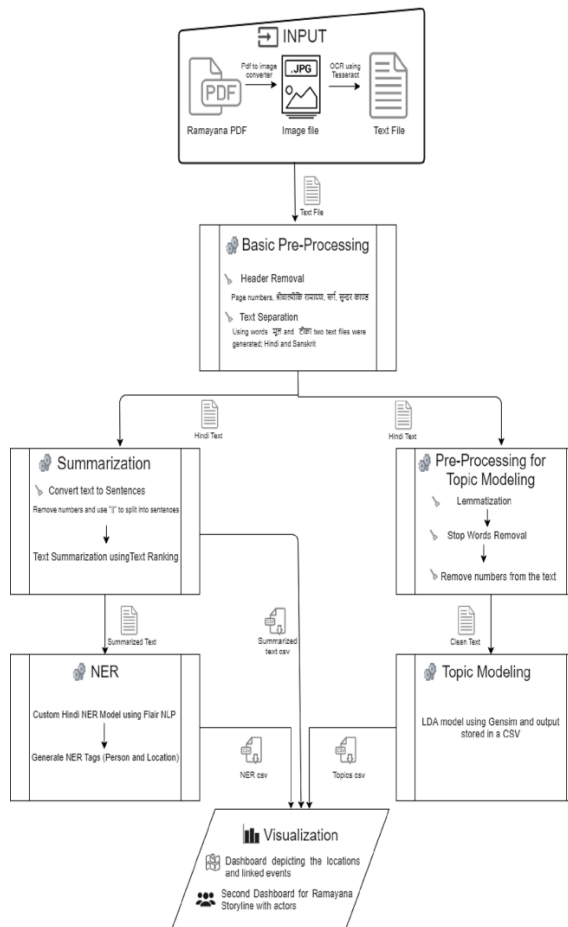 INPUT
Pdf to image
converter
OCR using
Tesseract
PDF
.JPG
Ramayana PDF
Image file
Text File
Text File
Basic Pre-Processing
Header Removal
Page numbers, श्रीवाल्मीकि रामायण, सर्ग, सुन्दर काण्ड
Text Separation
Using words मूल and टीका two text files were
generated; Hindi and Sanskrit
Hindi Text
Hindi Text
Summarization
Convert text to Sentences
Remove numbers and use "||" to split into sentences
Text Summarization usingText Ranking
Pre-Processing for
Topic Modeling
Lemmatization
Stop Words Removal
Remove numbers from the text
Summarized Text
Summarized
text csv
Clean Text
NER
Custom Hindi NER Model using Flair NLP
Generate NER Tags (Person and Location)
Topic Modeling
LDA model using Gensim and output
stored in a CSV
NER csv
Topics csv
Visualization
Dashboard depicting the locations
and linked events
Second Dashboard for Ramayana
Storyline with actors